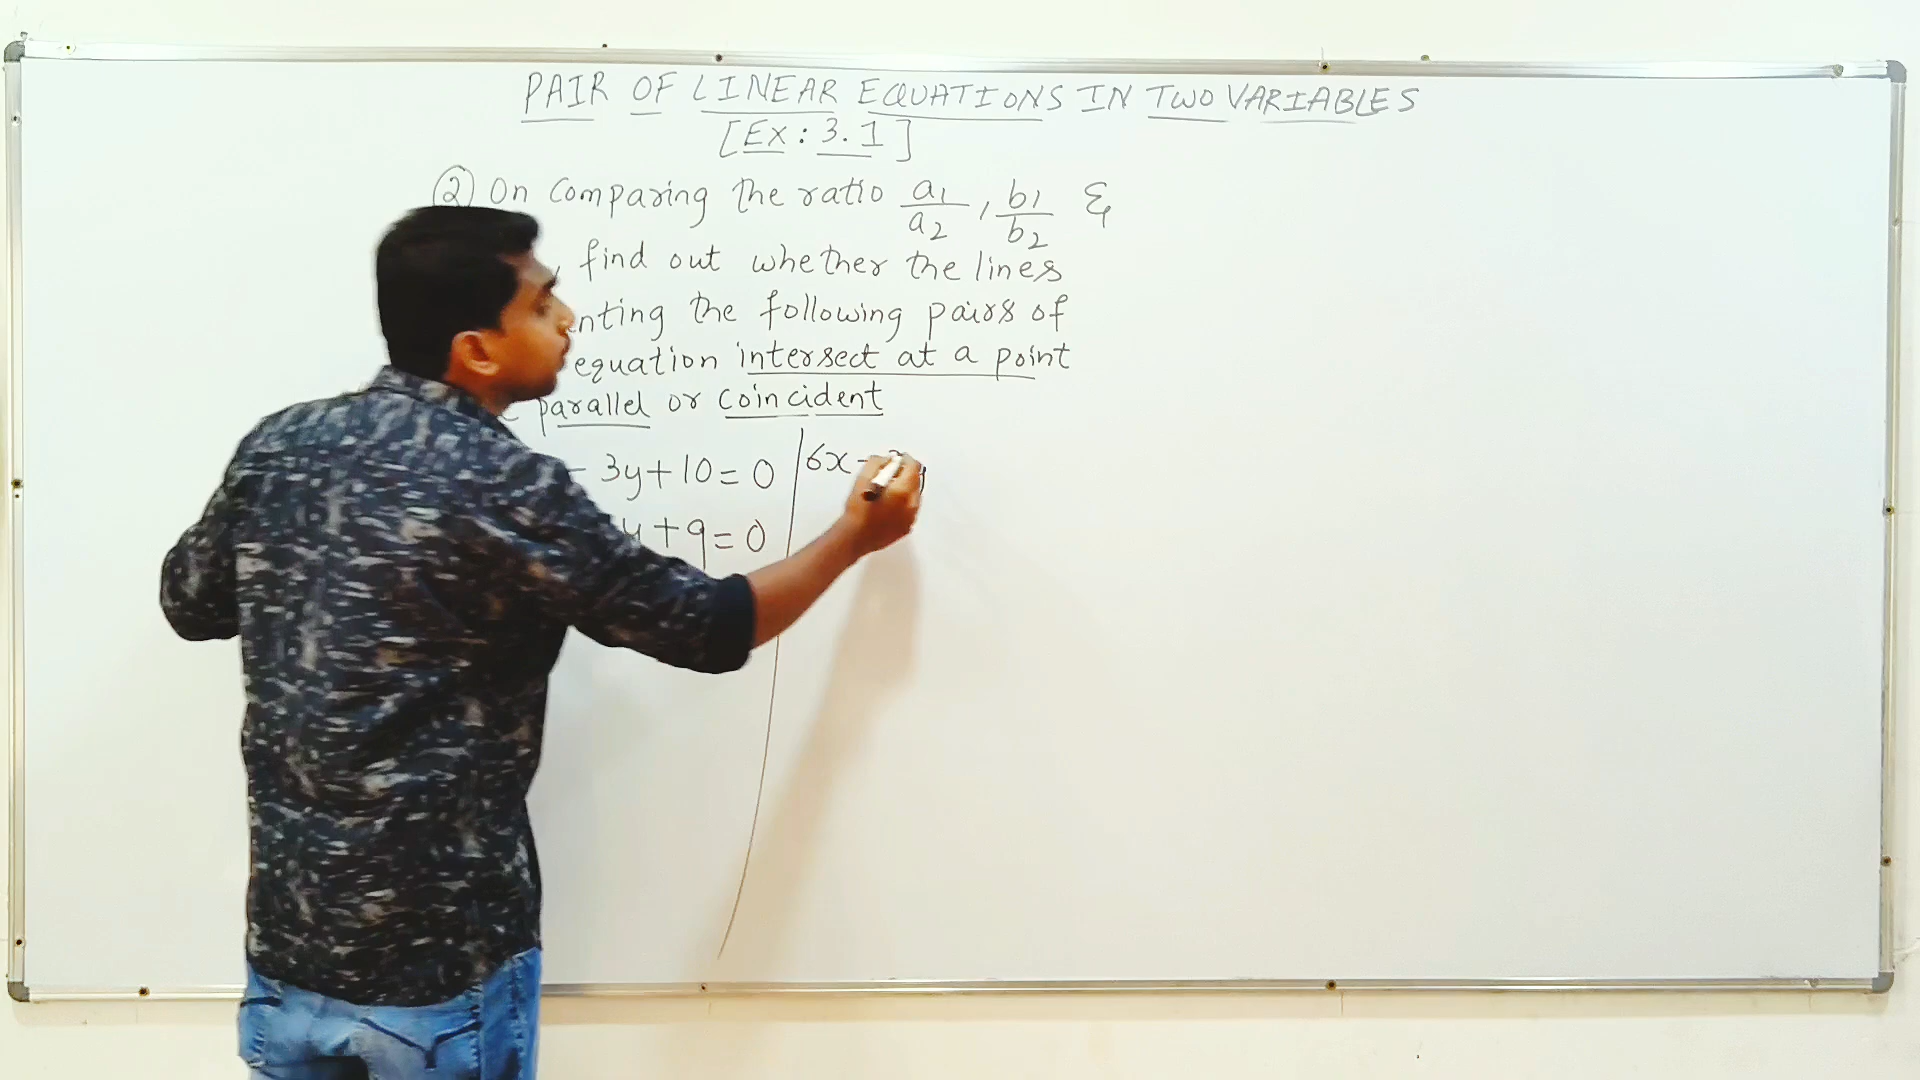 PAIR OF LINEAR EQUATIONS IN TWO VARIABLES
[Ex : 3.1]
② On comparing the ratio a1/a2 , b1/b2 &
, find out whether the lines
nting the following pairs of
equation intersect at a point
parallel or coincident
- 3y + 10 = 0 | 6x -
y + 9 = 0